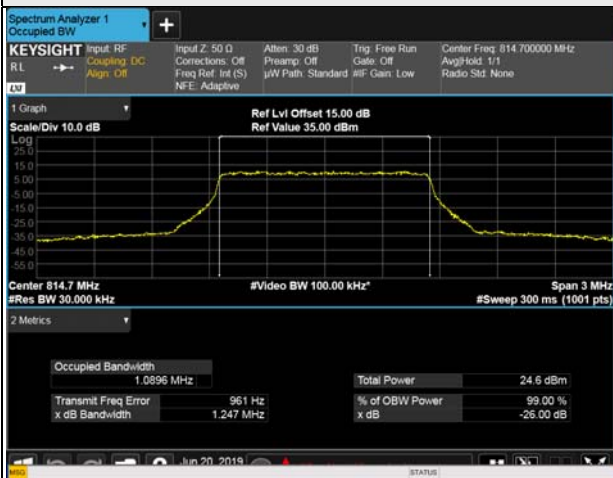 Spectrum Analyzer 1
Occupied BW
+
KEYSIGHT Input: RF Input Z: 50 Ω Atten: 30 dB Trig: Free Run Center Freq: 814.700000 MHz
RL Coupling: DC Corrections: Off Preamp: Off Gate: Off Avg|Hold: 1/1
Align: Off Freq Ref: Int (S) µW Path: Standard #IF Gain: Low Radio Std: None
LXI NFE: Adaptive
1 Graph
Ref Lvl Offset 15.00 dB
Scale/Div 10.0 dB Ref Value 35.00 dBm
Log
25.0
15.0
5.00
-5.00
-15.0
-25.0
-35.0
-45.0
-55.0
Center 814.7 MHz #Video BW 100.00 kHz* Span 3 MHz
#Res BW 30.000 kHz #Sweep 300 ms (1001 pts)
2 Metrics
Occupied Bandwidth
1.0896 MHz Total Power 24.6 dBm
Transmit Freq Error 961 Hz % of OBW Power 99.00 %
x dB Bandwidth 1.247 MHz x dB -26.00 dB
Jun 20, 2019
MSG STATUS